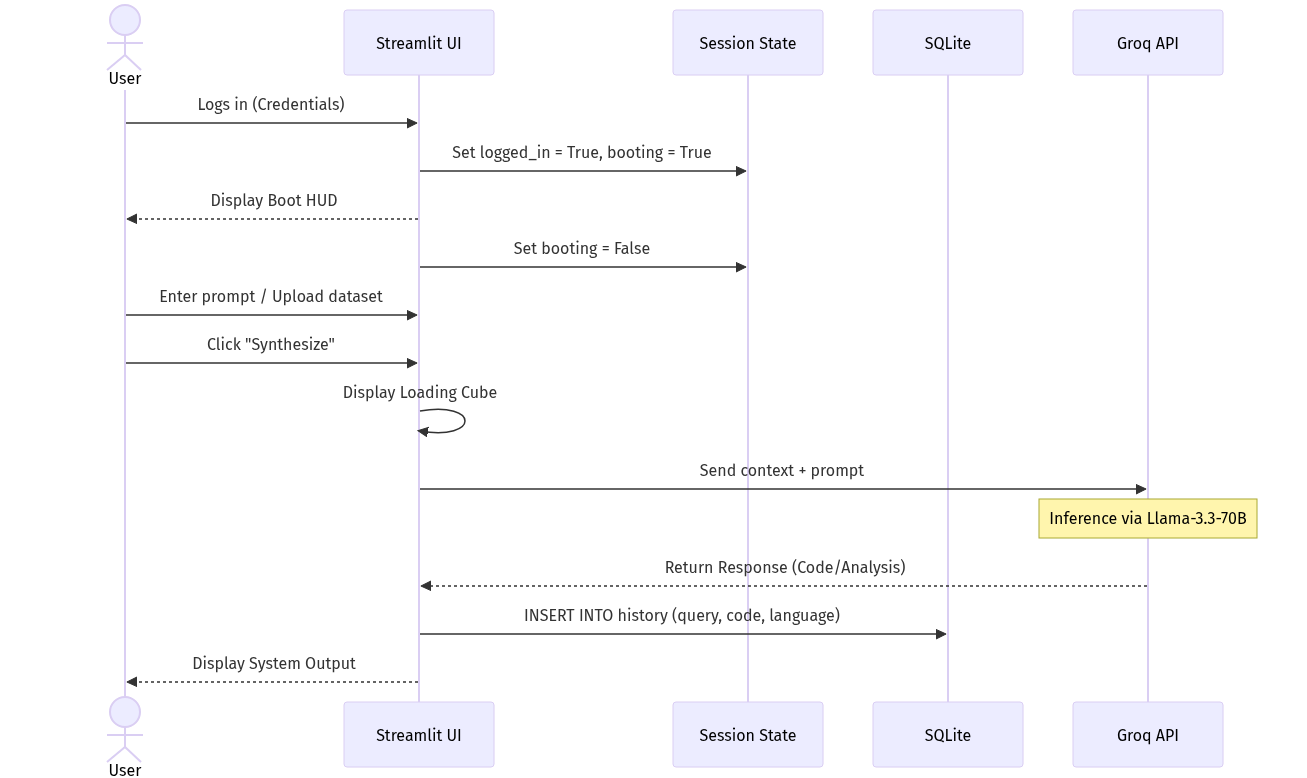 User
Streamlit UI
Session State
SQLite
Groq API
Logs in (Credentials)
Set logged_in = True, booting = True
Display Boot HUD
Set booting = False
Enter prompt / Upload dataset
Click "Synthesize"
Display Loading Cube
Send context + prompt
Inference via Llama-3.3-70B
Return Response (Code/Analysis)
INSERT INTO history (query, code, language)
Display System Output
User
Streamlit UI
Session State
SQLite
Groq API